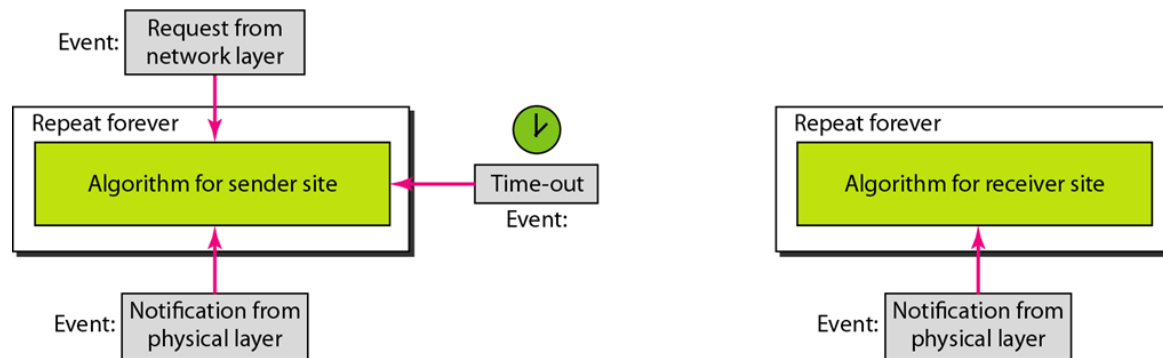 Event:
Request from
network layer
Repeat forever
Algorithm for sender site
Time-out
Event:
Event:
Notification from
physical layer
Repeat forever
Algorithm for receiver site
Event:
Notification from
physical layer